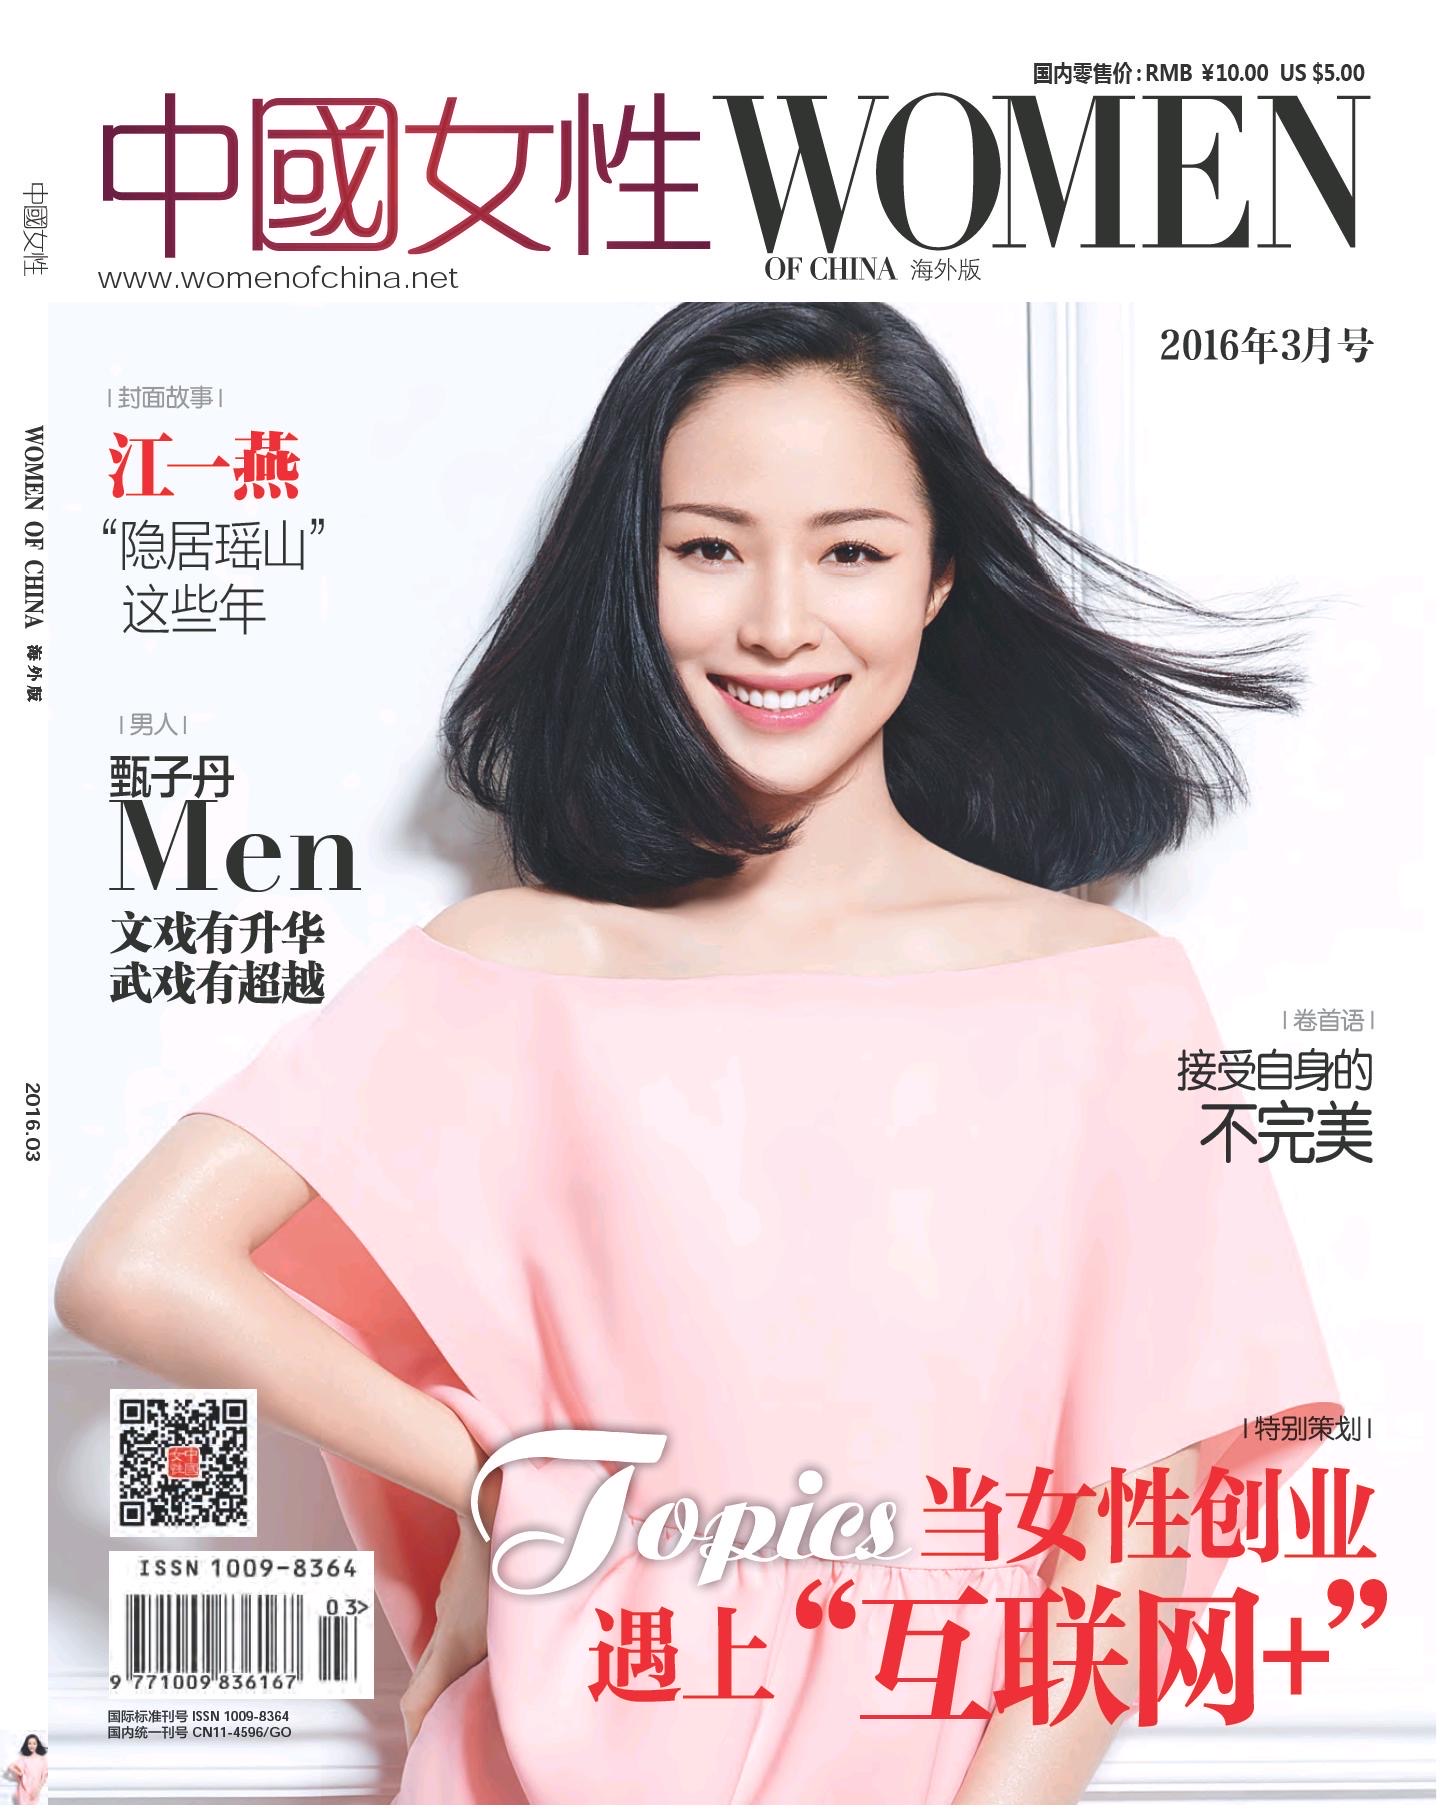 国内零售价:RMB ¥10.00 US $5.00
中國女性 WOMEN
www.womenofchina.net
OF CHINA 海外版
2016年3月号
中國女性
WOMEN OF CHINA 海外版
2016.03
封面故事
江一燕
“隐居瑶山”
这些年
男人
甄子丹
Men
文戏有升华
武戏有超越
卷首语
接受自身的
不完美
特别策划
Topics 当女性创业
遇上“互联网+”
中國女性
ISSN 1009-8364
03>
9 771009 836167
国际标准刊号 ISSN 1009-8364
国内统一刊号 CN11-4596/GO